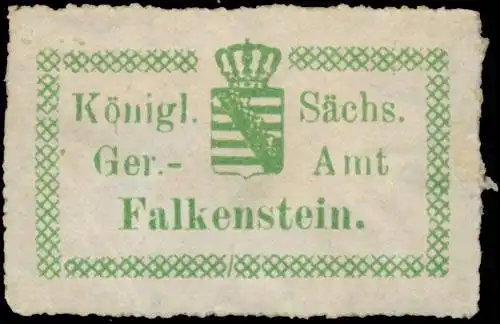 Königl. Sächs.
Ger.- Amt
Falkenstein.